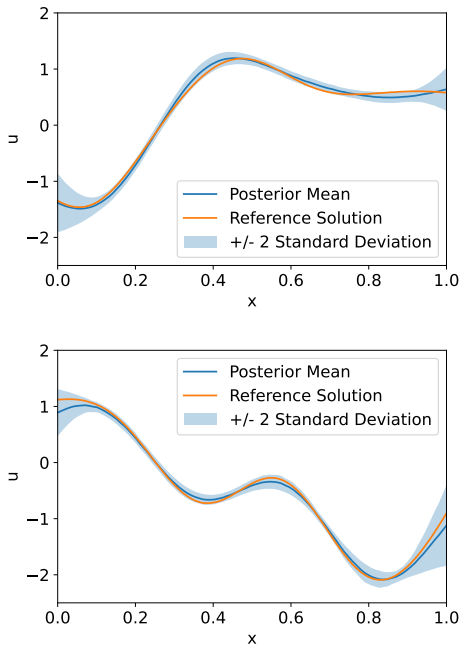 2
1
0
−1
−2
u
0.0 0.2 0.4 0.6 0.8 1.0
x
Posterior Mean
Reference Solution
+/- 2 Standard Deviation
2
1
0
−1
−2
u
0.0 0.2 0.4 0.6 0.8 1.0
x
Posterior Mean
Reference Solution
+/- 2 Standard Deviation